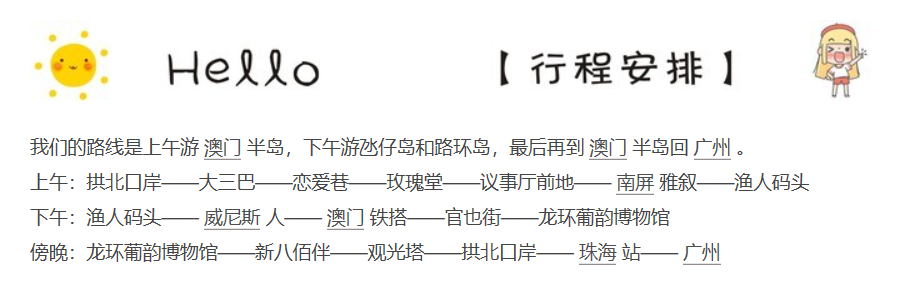 Hello 【行程安排】
我们的路线是上午游 澳门 半岛，下午游氹仔岛和路环岛，最后再到 澳门 半岛回 广州 。
上午：拱北口岸——大三巴——恋爱巷——玫瑰堂——议事厅前地—— 南屏 雅叙——渔人码头
下午：渔人码头—— 威尼斯 人—— 澳门 铁塔——官也街——龙环葡韵博物馆
傍晚：龙环葡韵博物馆——新八佰伴——观光塔——拱北口岸—— 珠海 站—— 广州